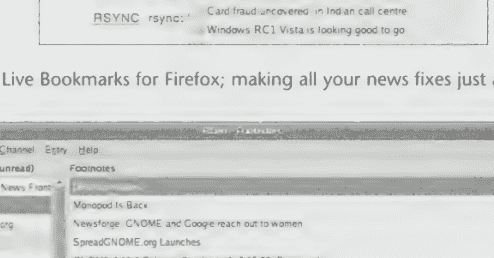 Card fraud uncovered in Indian call centre
RSYNC rsync:
Windows RC1 Vista is looking good to go
Live Bookmarks for Firefox; making all your news fixes just
Channel Entry Help
unread) Footnotes
News Front
Monopod Is Back
org Newsforge: GNOME and Google reach out to women
SpreadGNOME.org Launches